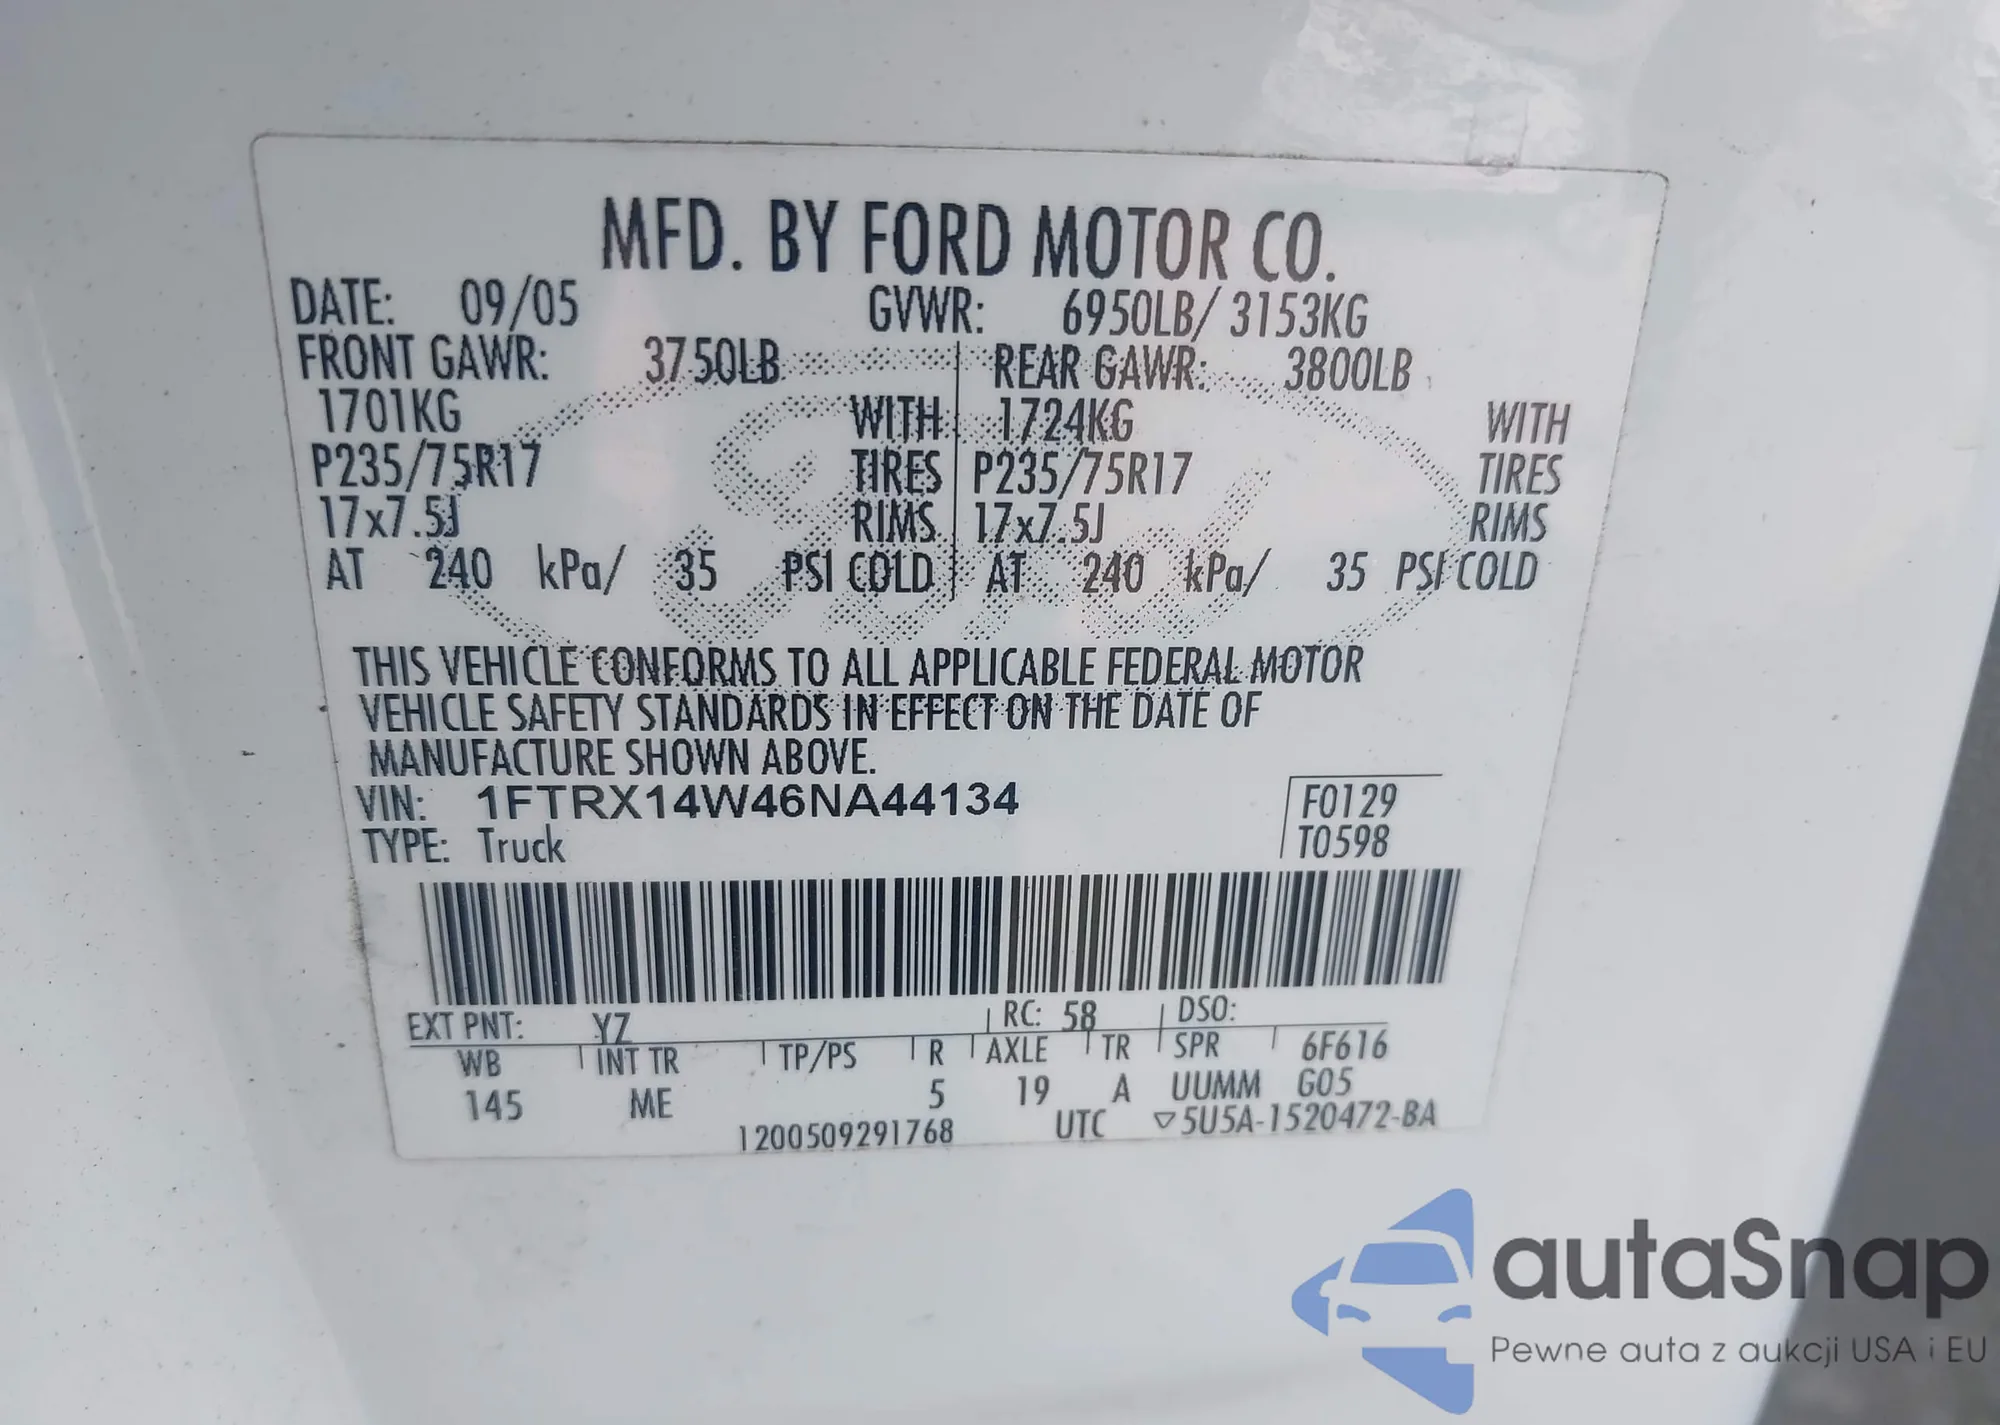 MFD. BY FORD MOTOR CO.
DATE: 09/05 GVWR: 6950LB/ 3153KG
FRONT GAWR: 3750LB REAR GAWR: 3800LB
1701KG WITH 1724KG WITH
P235/75R17 TIRES P235/75R17 TIRES
17x7.5J RIMS 17x7.5J RIMS
AT 240 kPa/ 35 PSI COLD AT 240 kPa/ 35 PSI COLD
Ford
THIS VEHICLE CONFORMS TO ALL APPLICABLE FEDERAL MOTOR
VEHICLE SAFETY STANDARDS IN EFFECT ON THE DATE OF
MANUFACTURE SHOWN ABOVE.
VIN: 1FTRX14W46NA44134 F0129
TYPE: Truck T0598
EXT PNT: YZ RC: 58 DSO:
WB INT TR TP/PS R AXLE TR SPR 6F616
145 ME 5 19 A UUMM G05
1200509291768 UTC ▽5U5A-1520472-BA
autaSnap
Pewne auta z aukcji USA i EU